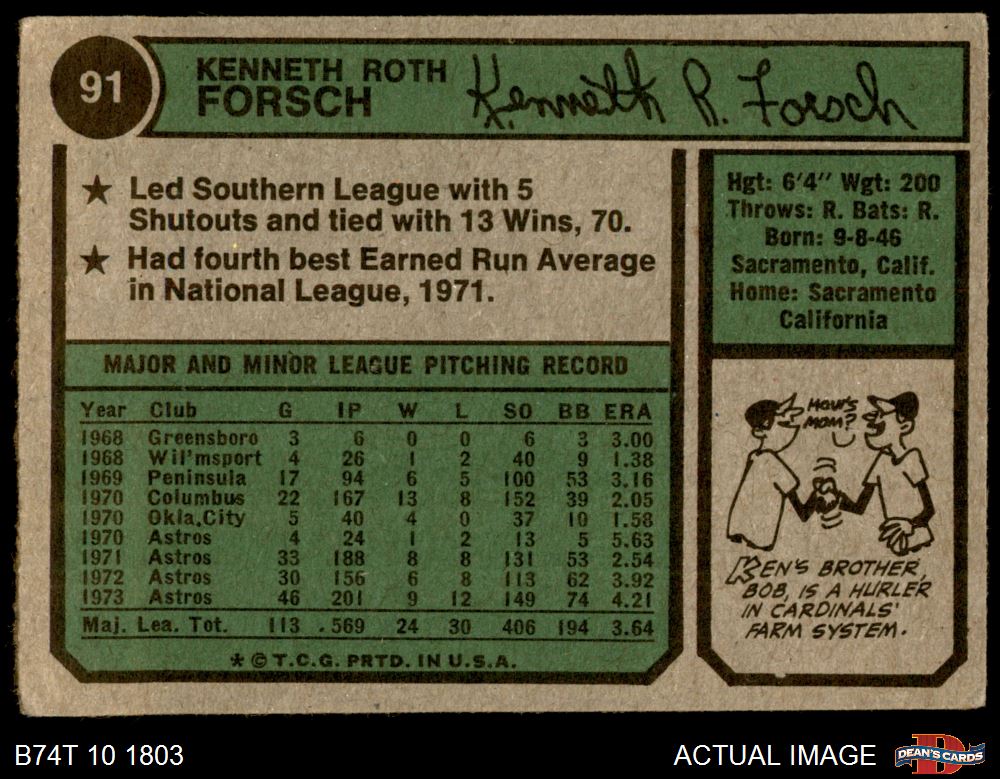 91
KENNETH ROTH
FORSCH
Kenneth R. Forsch
★ Led Southern League with 5
Shutouts and tied with 13 Wins, 70.
★ Had fourth best Earned Run Average
in National League, 1971.
Hgt: 6'4" Wgt: 200
Throws: R. Bats: R.
Born: 9-8-46
Sacramento, Calif.
Home: Sacramento
California
MAJOR AND MINOR LEAGUE PITCHING RECORD
Year Club G IP W L SO BB ERA
1968 Greensboro 3 6 0 0 6 3 3.00
1968 Wil'msport 4 26 1 2 40 9 1.38
1969 Peninsula 17 94 6 5 100 53 3.16
1970 Columbus 22 167 13 8 152 39 2.05
1970 Okla.City 5 40 4 0 37 10 1.58
1970 Astros 4 24 1 2 13 5 5.63
1971 Astros 33 188 8 8 131 53 2.54
1972 Astros 30 156 6 8 113 62 3.92
1973 Astros 46 201 9 12 149 74 4.21
Maj. Lea. Tot. 113 569 24 30 406 194 3.64
* © T.C.G. PRTD. IN U.S.A.
HOW'S
MOM?
KEN'S BROTHER,
BOB, IS A HURLER
IN CARDINALS'
FARM SYSTEM.
B74T 10 1803
ACTUAL IMAGE
DEAN'S CARDS